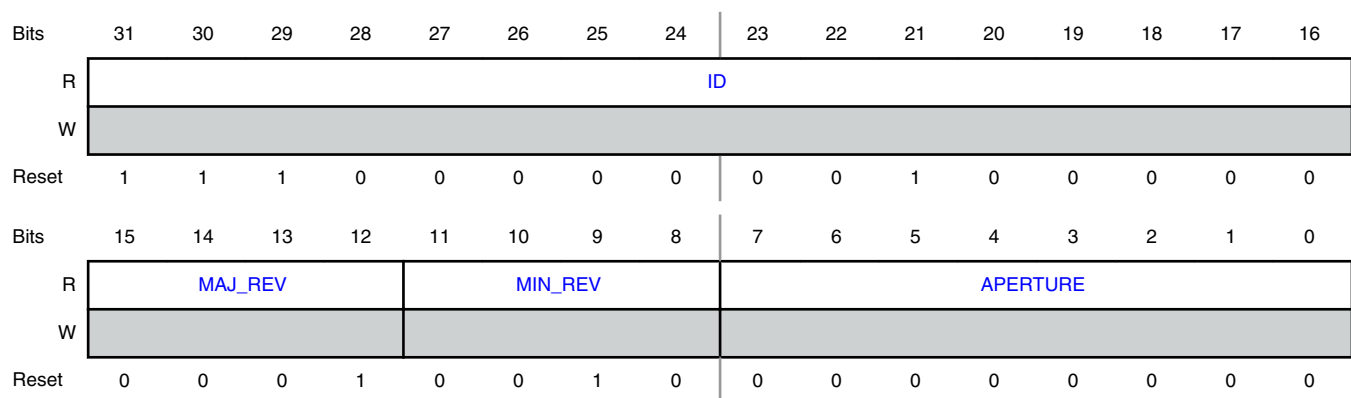 Bits 31 30 29 28 27 26 25 24 23 22 21 20 19 18 17 16
R ID
W
Reset 1 1 1 0 0 0 0 0 0 0 1 0 0 0 0 0
Bits 15 14 13 12 11 10 9 8 7 6 5 4 3 2 1 0
R MAJ_REV MIN_REV APERTURE
W
Reset 0 0 0 1 0 0 1 0 0 0 0 0 0 0 0 0